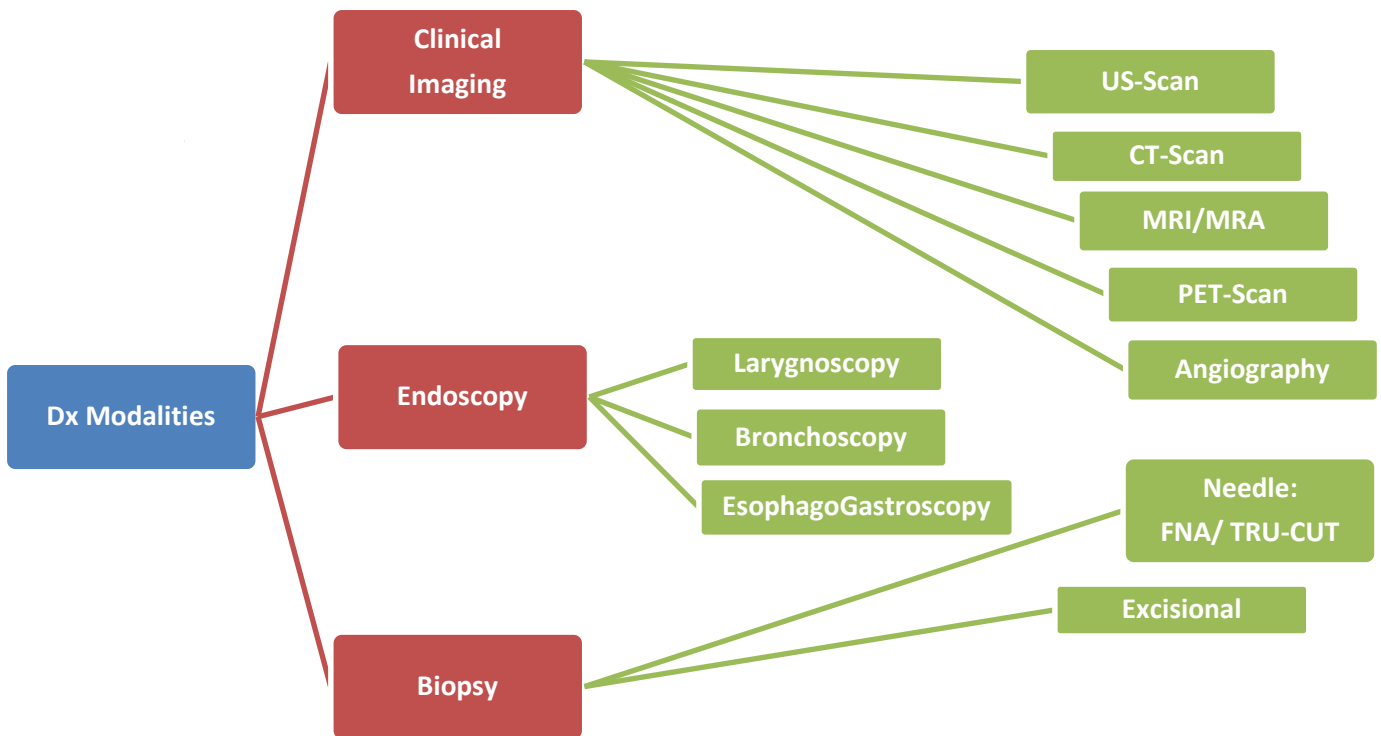 Clinical
Imaging
US-Scan
CT-Scan
MRI/MRA
PET-Scan
Angiography
Dx Modalities
Endoscopy
Larygnoscopy
Bronchoscopy
EsophagoGastroscopy
Needle:
FNA/ TRU-CUT
Excisional
Biopsy